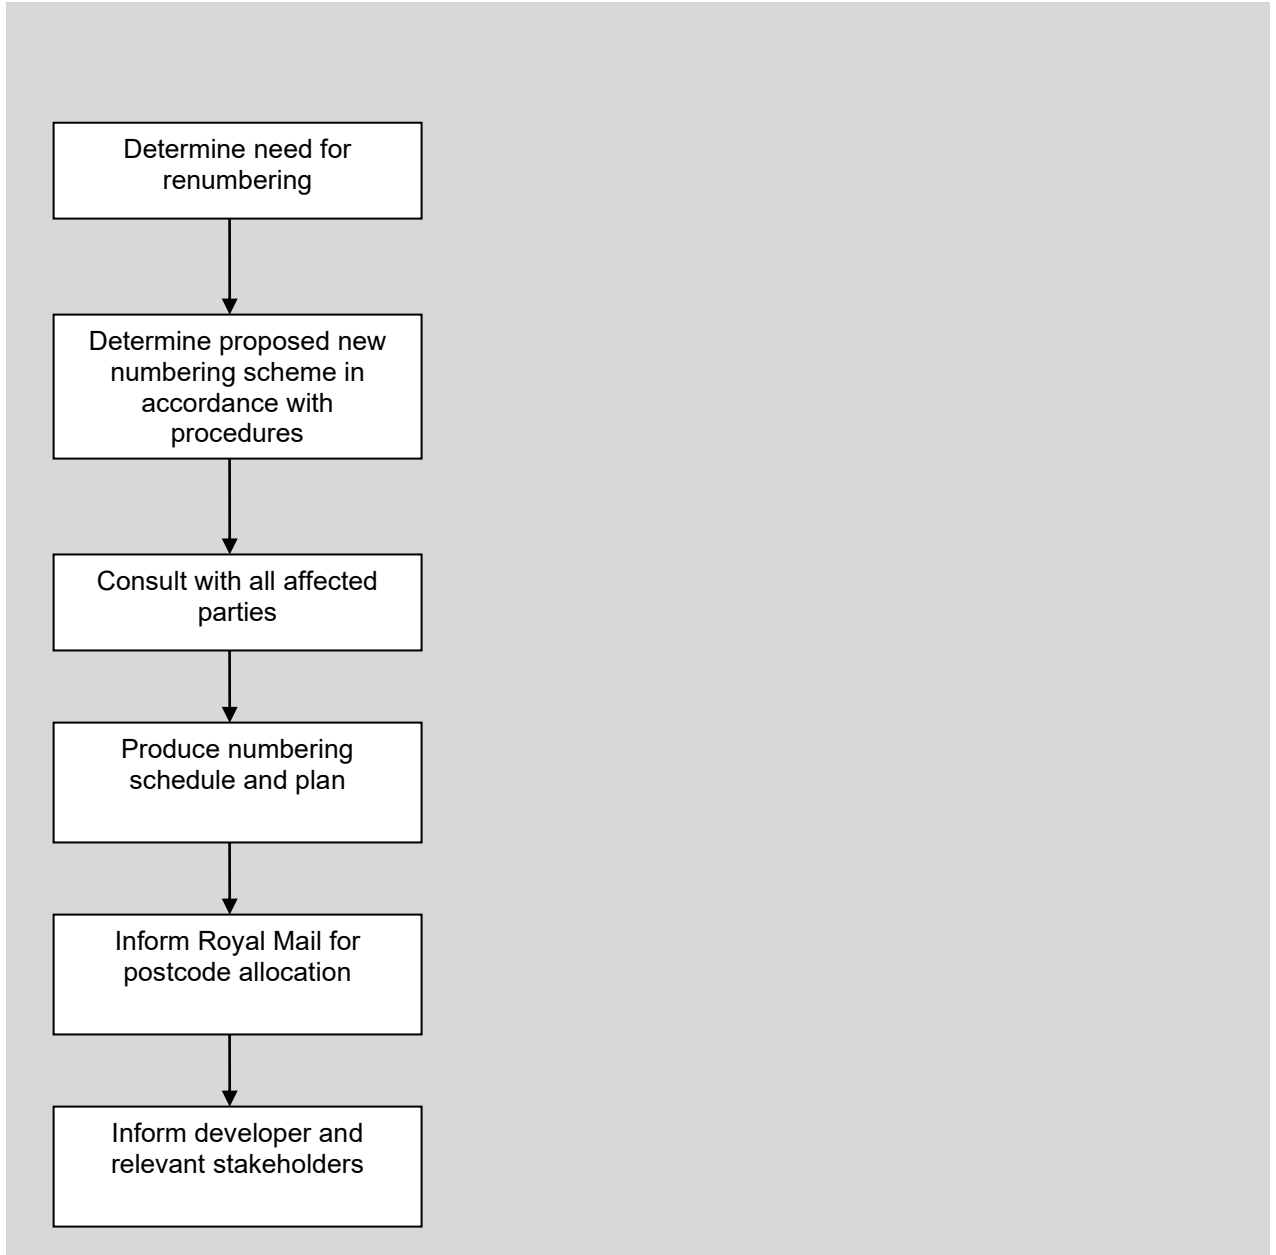 Determine need for
renumbering
Determine proposed new
numbering scheme in
accordance with
procedures
Consult with all affected
parties
Produce numbering
schedule and plan
Inform Royal Mail for
postcode allocation
Inform developer and
relevant stakeholders